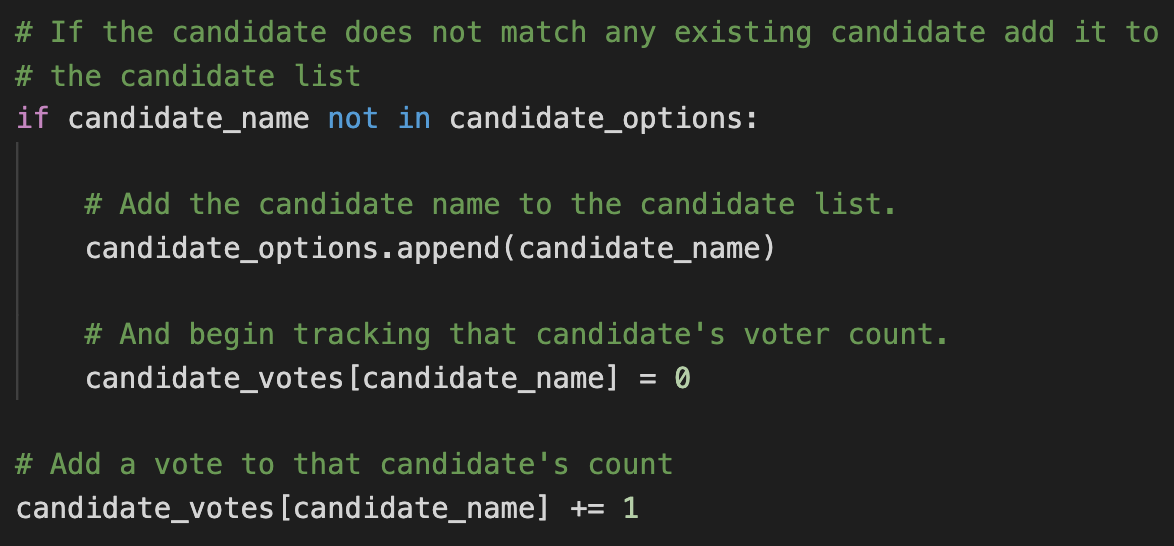 # If the candidate does not match any existing candidate add it to
# the candidate list
if candidate_name not in candidate_options:
# Add the candidate name to the candidate list.
candidate_options.append(candidate_name)
# And begin tracking that candidate's voter count.
candidate_votes[candidate_name] = 0
# Add a vote to that candidate's count
candidate_votes[candidate_name] += 1